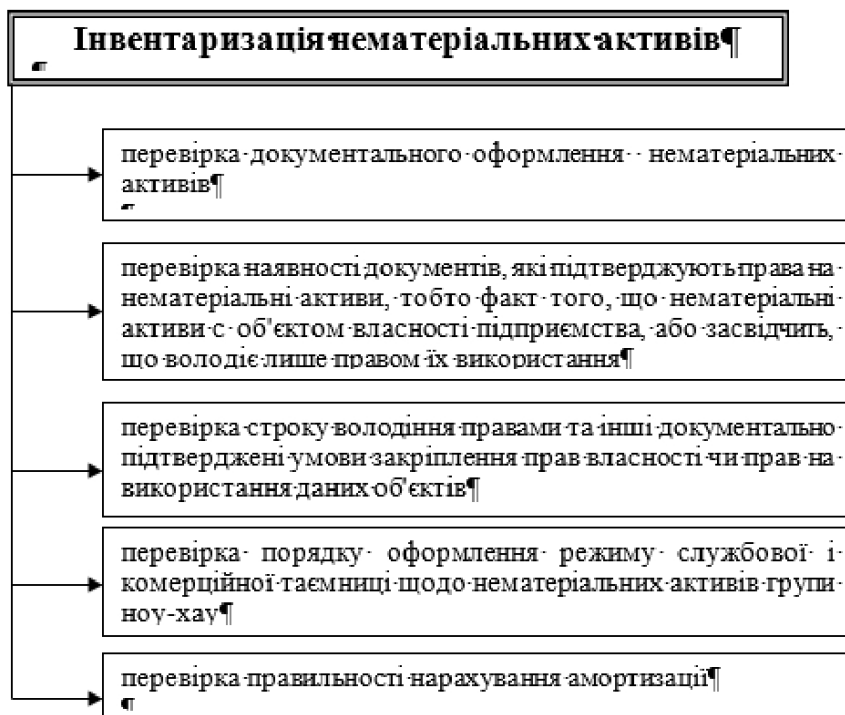 Інвентаризація нематеріальних активів¶
¶
перевірка документального оформлення нематеріальних
активів¶
¶
перевірка наявності документів, які підтверджують права на
нематеріальні активи, тобто факт того, що нематеріальні
активи є об'єктом власності підприємства, або засвідчить,
що володіє лише правом їх використання¶
перевірка строку володіння правами та інші документально
підтверджені умови закріплення прав власності чи прав на
використання даних об'єктів¶
перевірка порядку оформлення режиму службової і
комерційної таємниці щодо нематеріальних активів групи
ноу-хау¶
перевірка правильності нарахування амортизації¶
¶